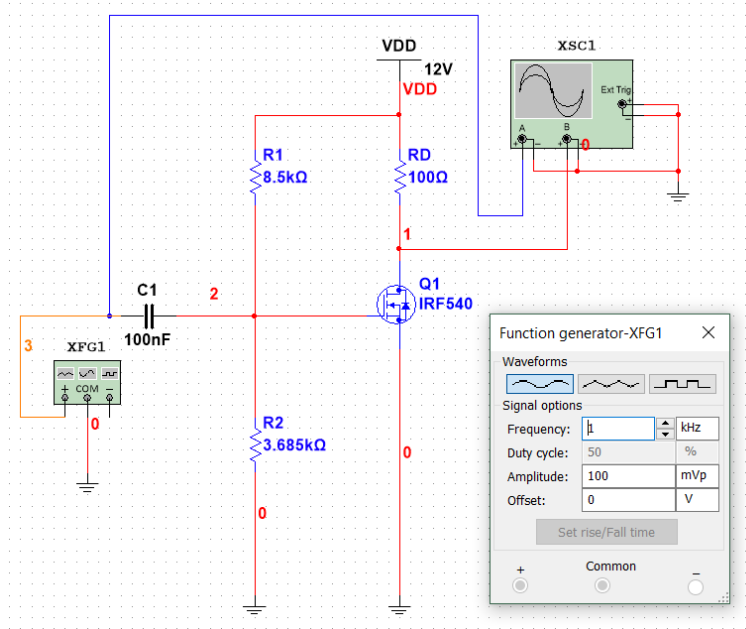 XSC1
Ext Trig
+
−
A
B
+ − + −
0
VDD
12V
VDD
R1
8.5kΩ
RD
100Ω
1
C1
100nF
2
Q1
IRF540
3
XFG1
+ COM −
0
R2
3.685kΩ
0
0
Function generator-XFG1 ×
Waveforms
Signal options
Frequency: 1 kHz
Duty cycle: 50 %
Amplitude: 100 mVp
Offset: 0 V
Set rise/Fall time
+ Common −